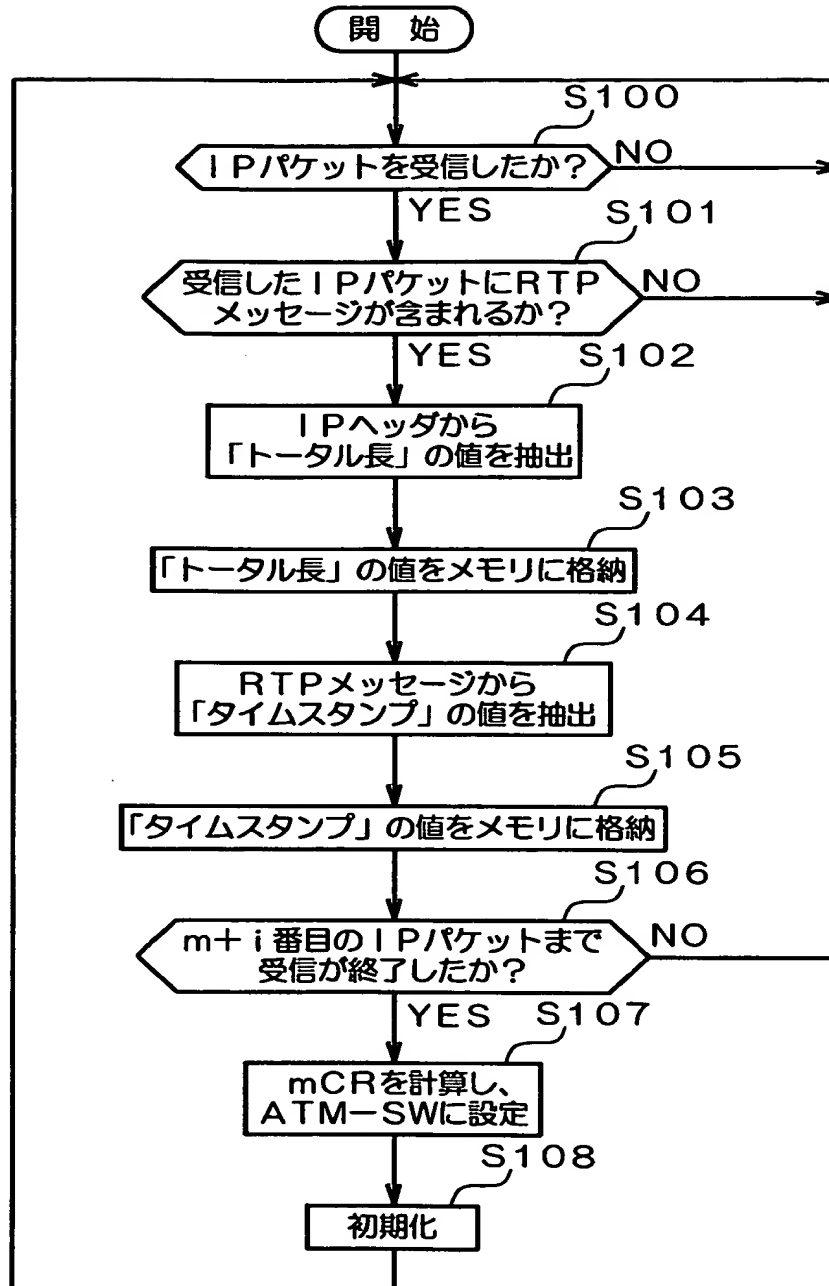 開 始
S100
IPパケットを受信したか？
NO
YES
S101
受信したIPパケットにRTP
メッセージが含まれるか？
NO
YES
S102
IPヘッダから
「トータル長」の値を抽出
S103
「トータル長」の値をメモリに格納
S104
RTPメッセージから
「タイムスタンプ」の値を抽出
S105
「タイムスタンプ」の値をメモリに格納
S106
m＋i番目のIPパケットまで
受信が終了したか？
NO
YES
S107
mCRを計算し、
ATM－SWに設定
S108
初期化